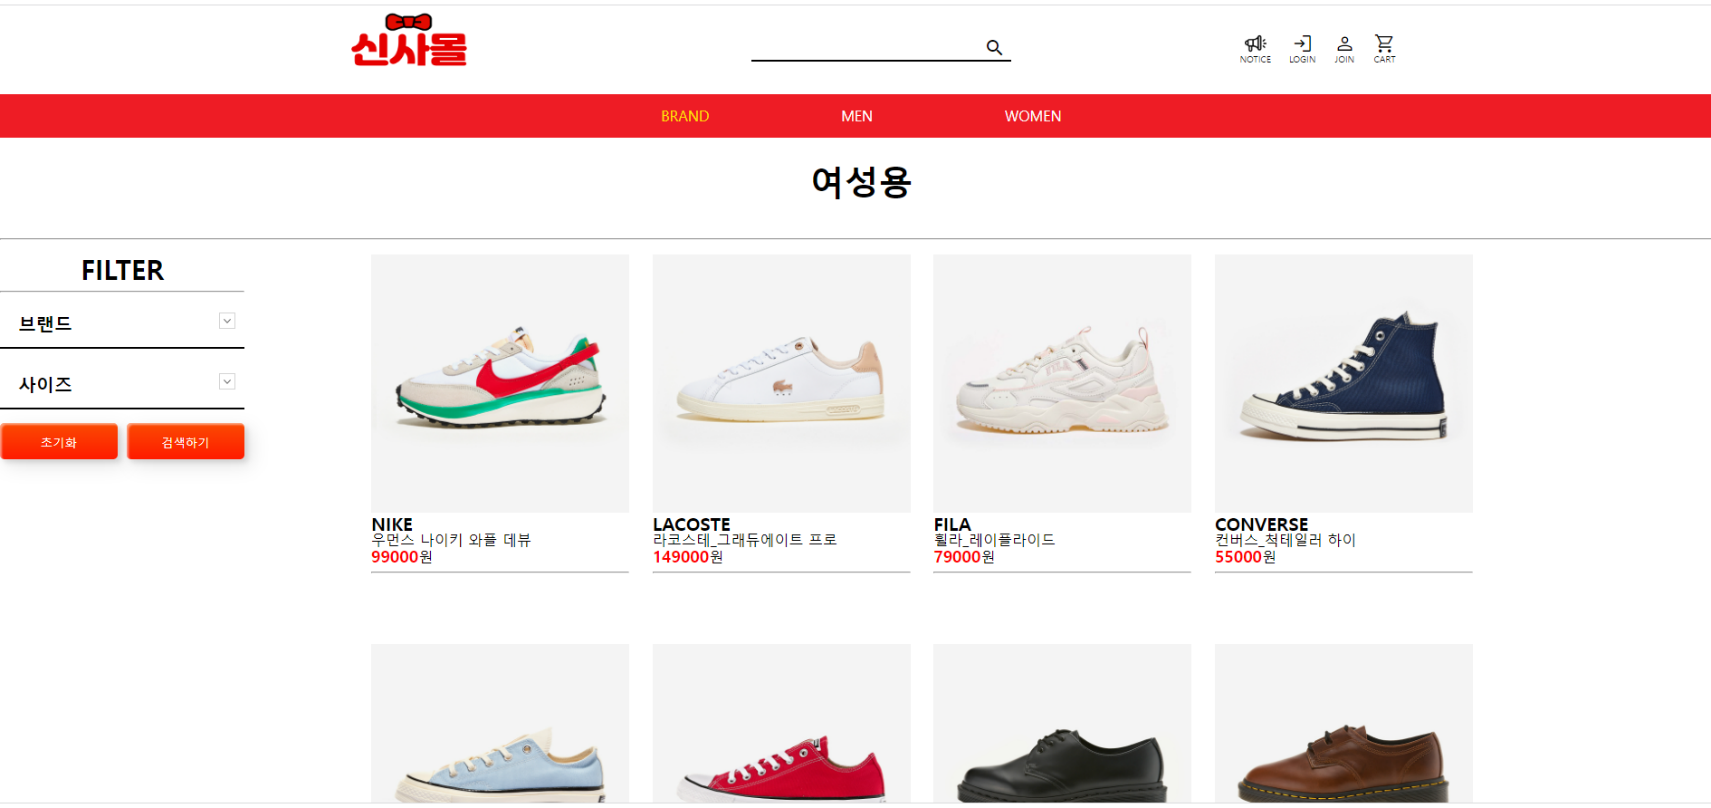 신사몰
NOTICE LOGIN JOIN CART
BRAND MEN WOMEN
여성용
FILTER
브랜드
사이즈
초기화 검색하기
NIKE
우먼스 나이키 와플 데뷰
99000원
LACOSTE
라코스테_그래듀에이트 프로
149000원
FILA
휠라_레이플라이드
79000원
CONVERSE
컨버스_척테일러 하이
55000원